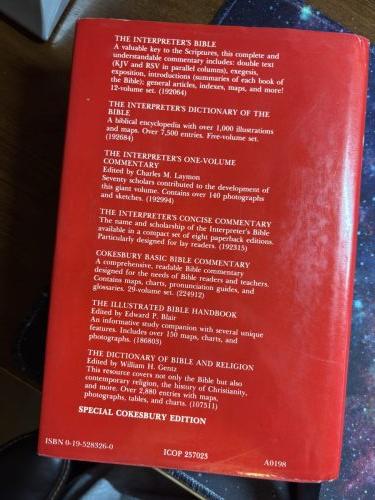 THE INTERPRETER'S BIBLE
A valuable key to the Scriptures, this complete and
understandable commentary includes: double text
(KJV and RSV in parallel columns), exegesis,
exposition, introductions (summaries of each book of
the Bible); general articles, indexes, maps, and more!
12-volume set. (192064)
THE INTERPRETER'S DICTIONARY OF THE
BIBLE
A biblical encyclopedia with over 1,000 illustrations
and maps. Over 7,500 entries. Five-volume set.
(192684)
THE INTERPRETER'S ONE-VOLUME
COMMENTARY
Edited by Charles M. Laymon
Seventy scholars contributed to the development of
this giant volume. Contains over 140 photographs
and sketches. (192994)
THE INTERPRETER'S CONCISE COMMENTARY
The name and scholarship of the Interpreter's Bible
available in a compact set of eight paperback editions.
Particularly designed for lay readers. (192315)
COKESBURY BASIC BIBLE COMMENTARY
A comprehensive, readable Bible commentary
designed for the needs of Bible readers and teachers.
Contains maps, charts, pronunciation guides, and
glossaries. 29-volume set. (224912)
THE ILLUSTRATED BIBLE HANDBOOK
Edited by Edward P. Blair
An informative study companion with several unique
features. Includes over 150 maps, charts, and
photographs. (186803)
THE DICTIONARY OF BIBLE AND RELIGION
Edited by William H. Gentz
This resource covers not only the Bible but also
contemporary religion, the history of Christianity,
and more. Over 2,880 entries with maps,
photographs, tables, and charts. (107511)
SPECIAL COKESBURY EDITION
ISBN 0-19-528326-0
ICOP 257023
A0198